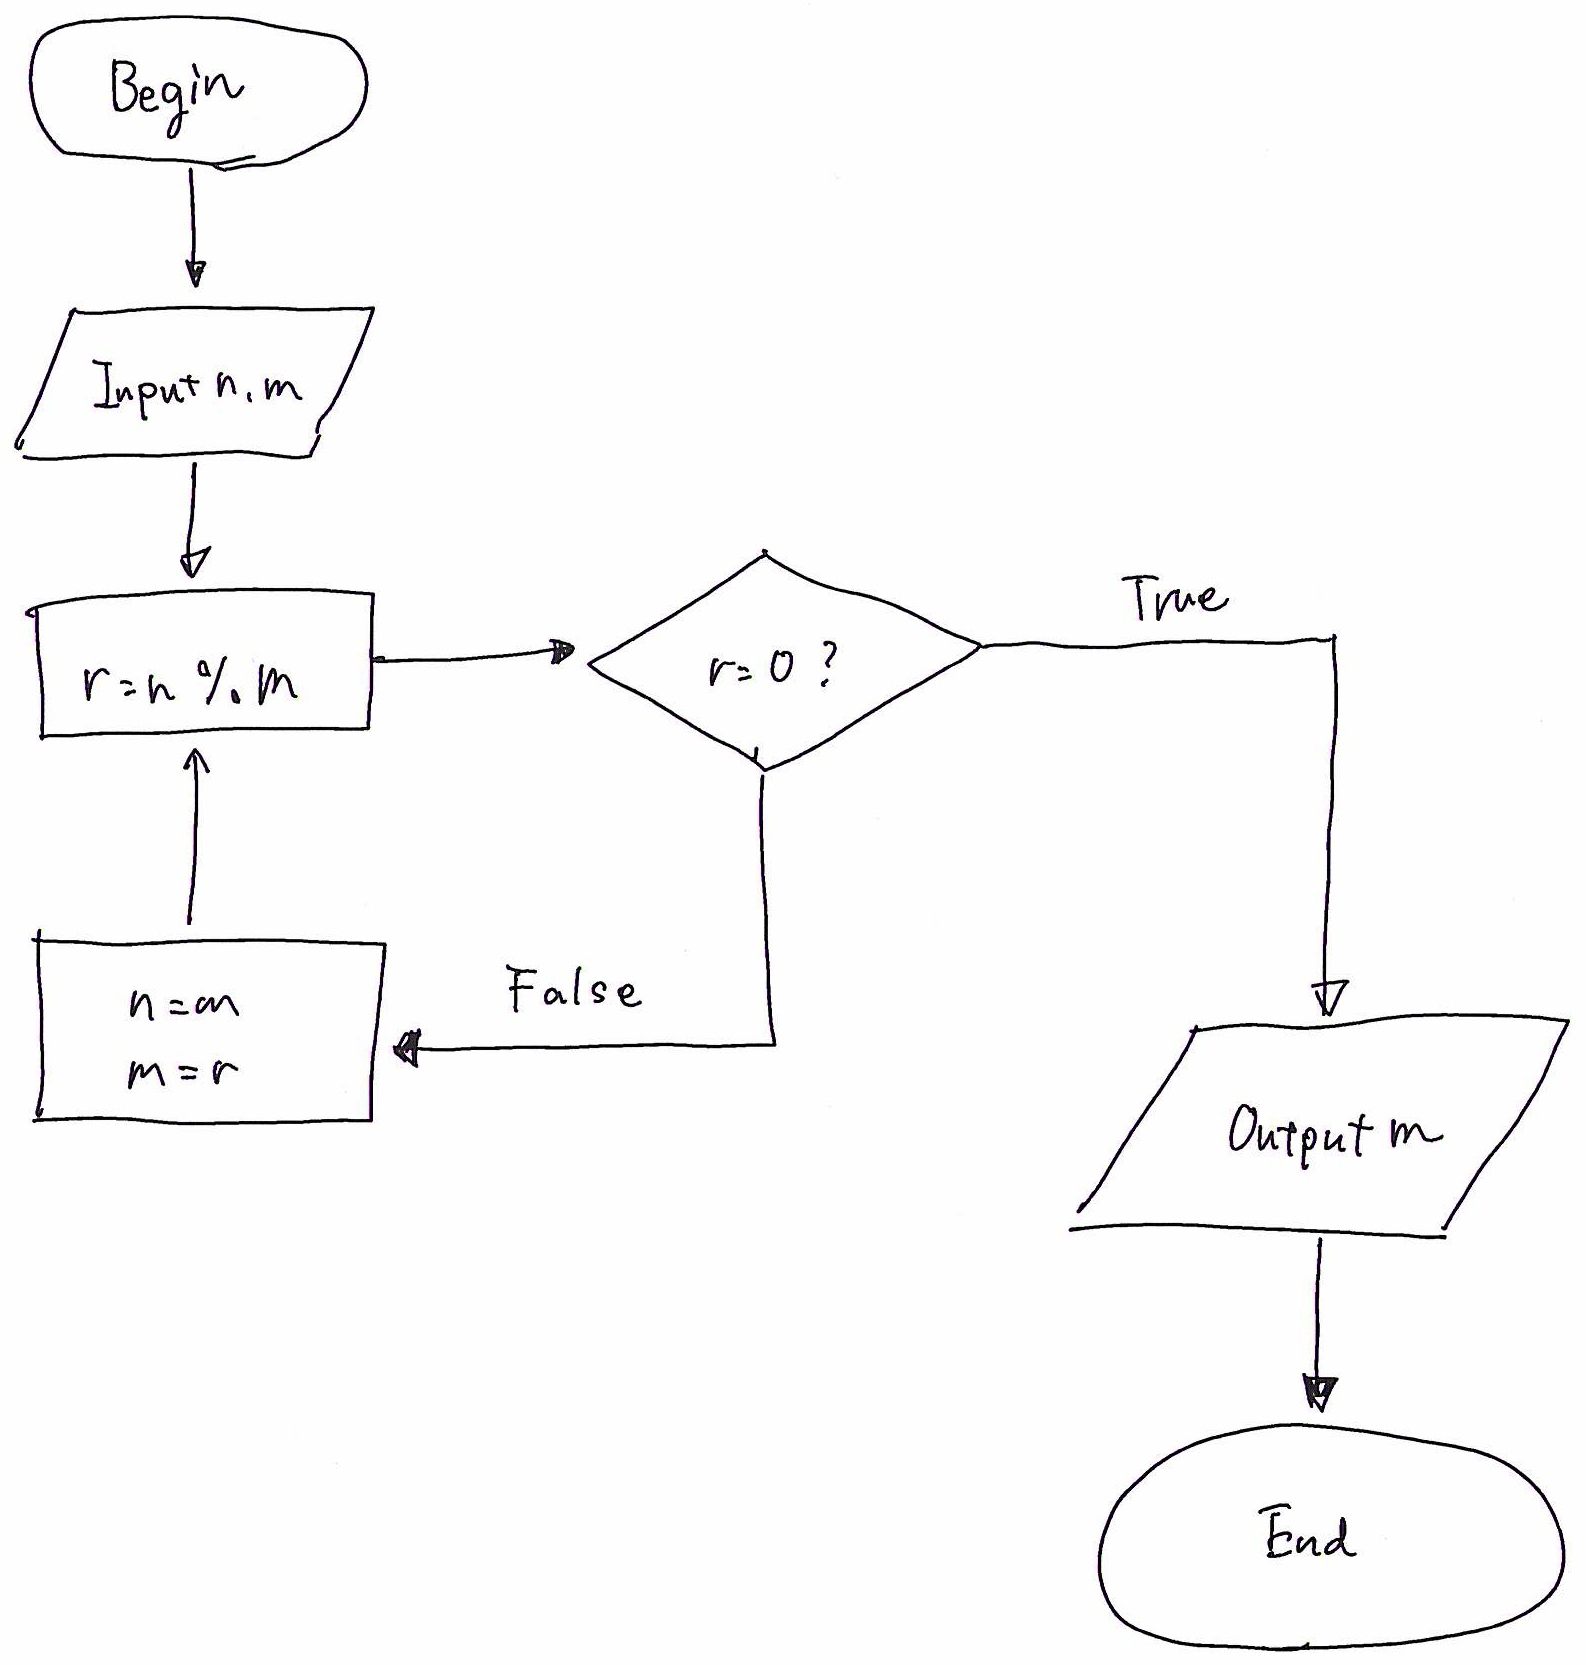 Begin
Input n, m
r = n % m
r = 0 ?
True
False
n = m
m = r
Output m
End